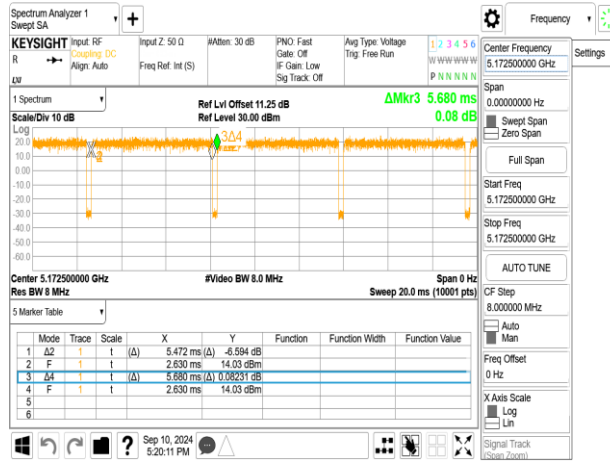 Spectrum Analyzer 1
Swept SA
Frequency
Settings
KEYSIGHT
R
Input: RF
Coupling: DC
Align: Auto
Input Z: 50 Ω
Freq Ref: Int (S)
#Atten: 30 dB
PNO: Fast
Gate: Off
IF Gain: Low
Sig Track: Off
Avg Type: Voltage
Trig: Free Run
1 2 3 4 5 6
W W W W W W
P N N N N N
1 Spectrum
Scale/Div 10 dB
Log
Ref Lvl Offset 11.25 dB
Ref Level 30.00 dBm
ΔMkr3 5.680 ms
0.08 dB
3Δ4
20.0
10.0
0.00
-10.0
-20.0
-30.0
-40.0
-50.0
-60.0
Center 5.172500000 GHz
#Video BW 8.0 MHz
Span 0 Hz
Res BW 8 MHz
Sweep 20.0 ms (10001 pts)
5 Marker Table
Mode Trace Scale X Y Function Function Width Function Value
1 Δ2 1 t (Δ) 5.472 ms (Δ) -6.594 dB
2 F 1 t 2.630 ms 14.03 dBm
3 Δ4 1 t (Δ) 5.680 ms (Δ) 0.08231 dB
4 F 1 t 2.630 ms 14.03 dBm
5
6
?
Sep 10, 2024
5:20:11 PM
Center Frequency
5.172500000 GHz
Span
0.00000000 Hz
Swept Span
Zero Span
Full Span
Start Freq
5.172500000 GHz
Stop Freq
5.172500000 GHz
AUTO TUNE
CF Step
8.000000 MHz
Auto
Man
Freq Offset
0 Hz
X Axis Scale
Log
Lin
Signal Track
(Span Zoom)